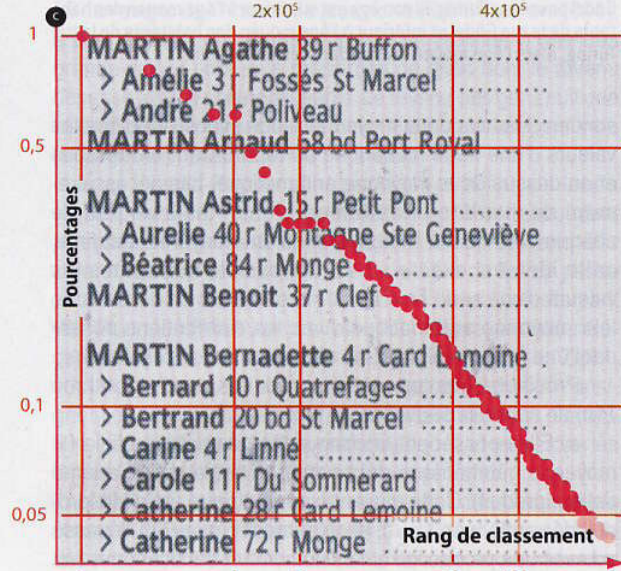 c
2x10⁵ 4x10⁵
1
MARTIN Agathe 39 r Buffon
> Amélie 3 r Fossés St Marcel
> André 21 r Poliveau
MARTIN Arnaud 68 bd Port Royal
0,5
MARTIN Astrid 15 r Petit Pont
> Aurelie 40 r Montagne Ste Geneviève
> Béatrice 84 r Monge
MARTIN Benoit 37 r Clef
Pourcentages
MARTIN Bernadette 4 r Card Lemoine
> Bernard 10 r Quatrefages
0,1
> Bertrand 20 bd St Marcel
> Carine 4 r Linné
> Carole 11 r Du Sommerard
0,05
> Catherine 28 r Card Lemoine
> Catherine 72 r Monge
Rang de classement